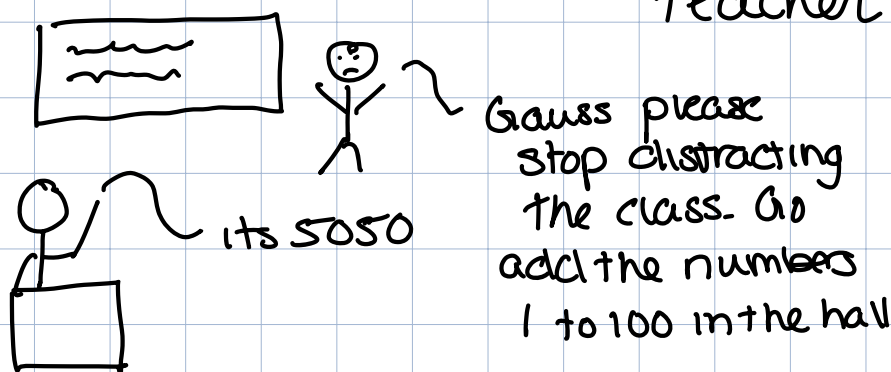 Teacher
Gauss please
stop distracting
the class. Go
add the numbers
1 to 100 in the hall
its 5050